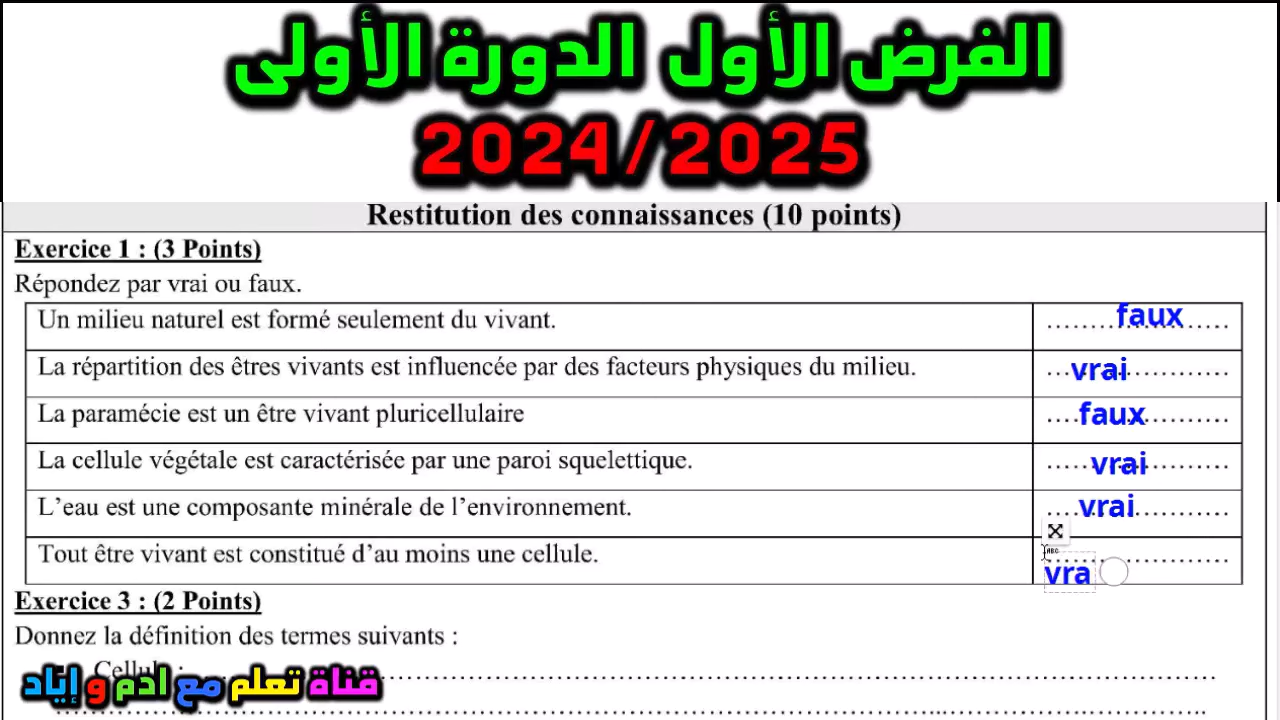 الفرض الأول الدورة الأولى
2024/2025
Restitution des connaissances (10 points)
Exercice 1 : (3 Points)
Répondez par vrai ou faux.
Un milieu naturel est formé seulement du vivant. faux
La répartition des êtres vivants est influencée par des facteurs physiques du milieu. vrai
La paramécie est un être vivant pluricellulaire faux
La cellule végétale est caractérisée par une paroi squelettique. vrai
L’eau est une composante minérale de l’environnement. vrai
Tout être vivant est constitué d’au moins une cellule. vra
Exercice 3 : (2 Points)
Donnez la définition des termes suivants :
Cellule :
قناة تعلم مع ادم و إياد